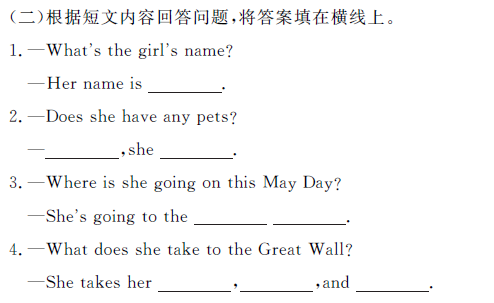 (二)根据短文内容回答问题,将答案填在横线上。
1. —What's the girl's name?
—Her name is ________.
2. —Does she have any pets?
—________,she ________.
3. —Where is she going on this May Day?
—She's going to the ________ ________.
4. —What does she take to the Great Wall?
—She takes her ________,________,and ________.